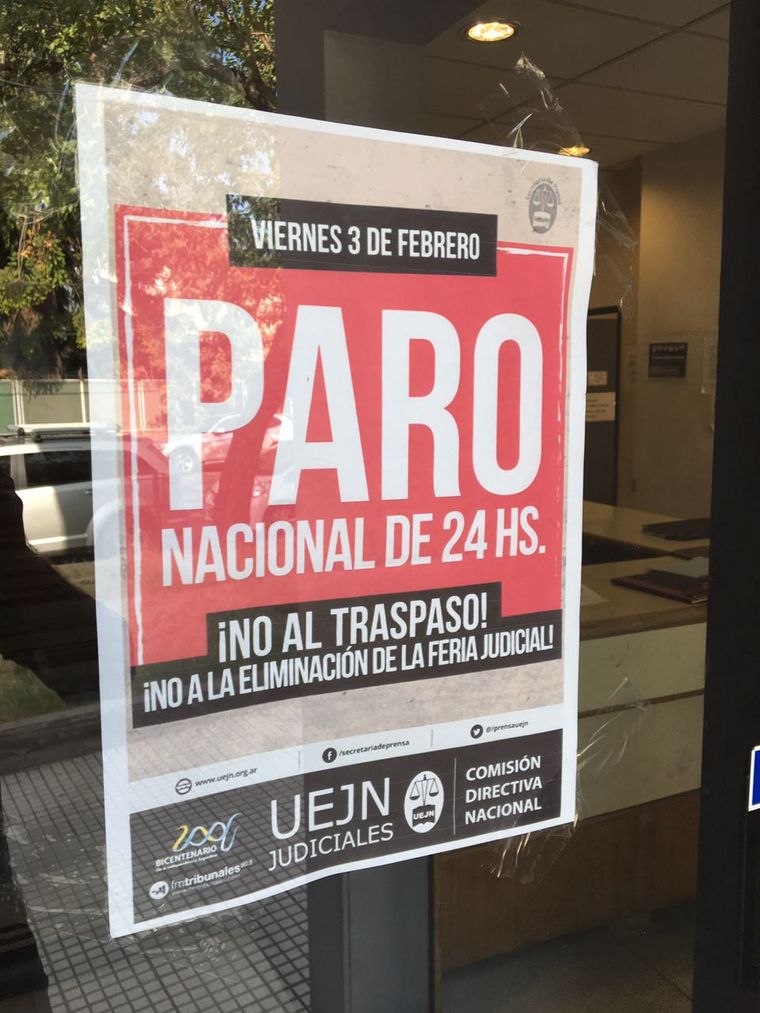 VIERNES 3 DE FEBRERO
PARO
NACIONAL DE 24 HS.
¡NO AL TRASPASO!
¡NO A LA ELIMINACIÓN DE LA FERIA JUDICIAL!
www.uejn.org.ar
/secretariadeprensa
@/prensauejn
BICENTENARIO
UEJN
JUDICIALES
UEJN
COMISIÓN
DIRECTIVA
NACIONAL
fmtribunales